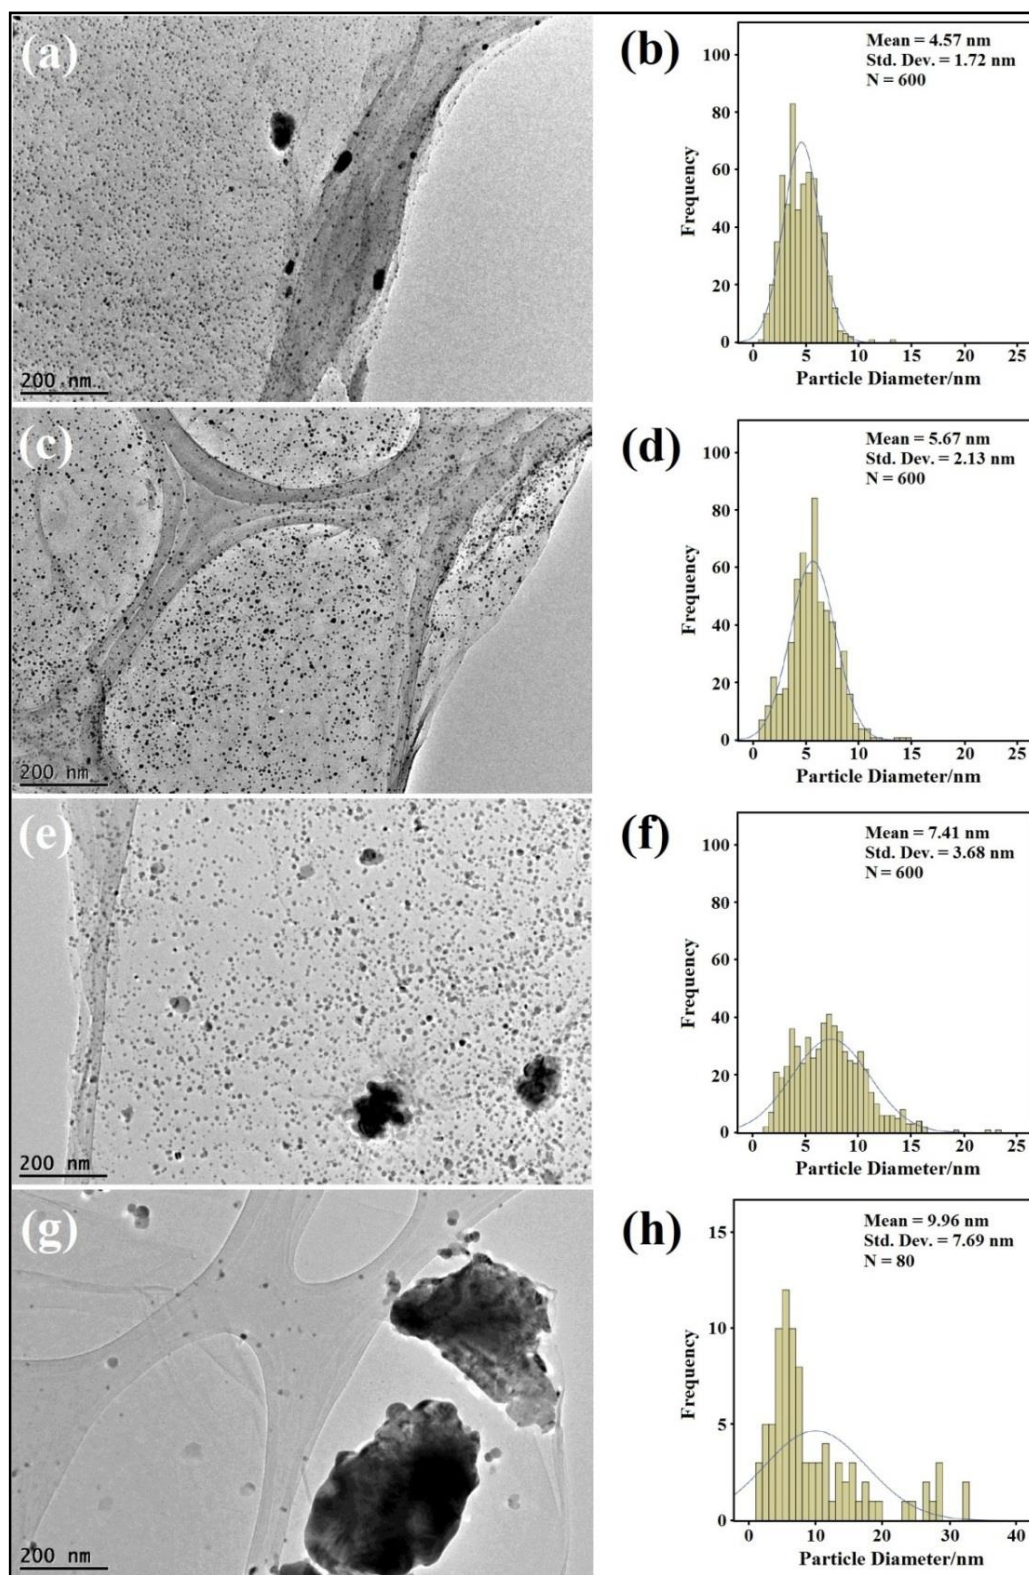 (a)
200 nm
(b)
Mean = 4.57 nm
Std. Dev. = 1.72 nm
N = 600
Frequency
100
80
60
40
20
0
0 5 10 15 20 25
Particle Diameter/nm
(c)
200 nm
(d)
Mean = 5.67 nm
Std. Dev. = 2.13 nm
N = 600
Frequency
100
80
60
40
20
0
0 5 10 15 20 25
Particle Diameter/nm
(e)
200 nm
(f)
Mean = 7.41 nm
Std. Dev. = 3.68 nm
N = 600
Frequency
100
80
60
40
20
0
0 5 10 15 20 25
Particle Diameter/nm
(g)
200 nm
(h)
Mean = 9.96 nm
Std. Dev. = 7.69 nm
N = 80
Frequency
15
10
5
0
0 10 20 30 40
Particle Diameter/nm